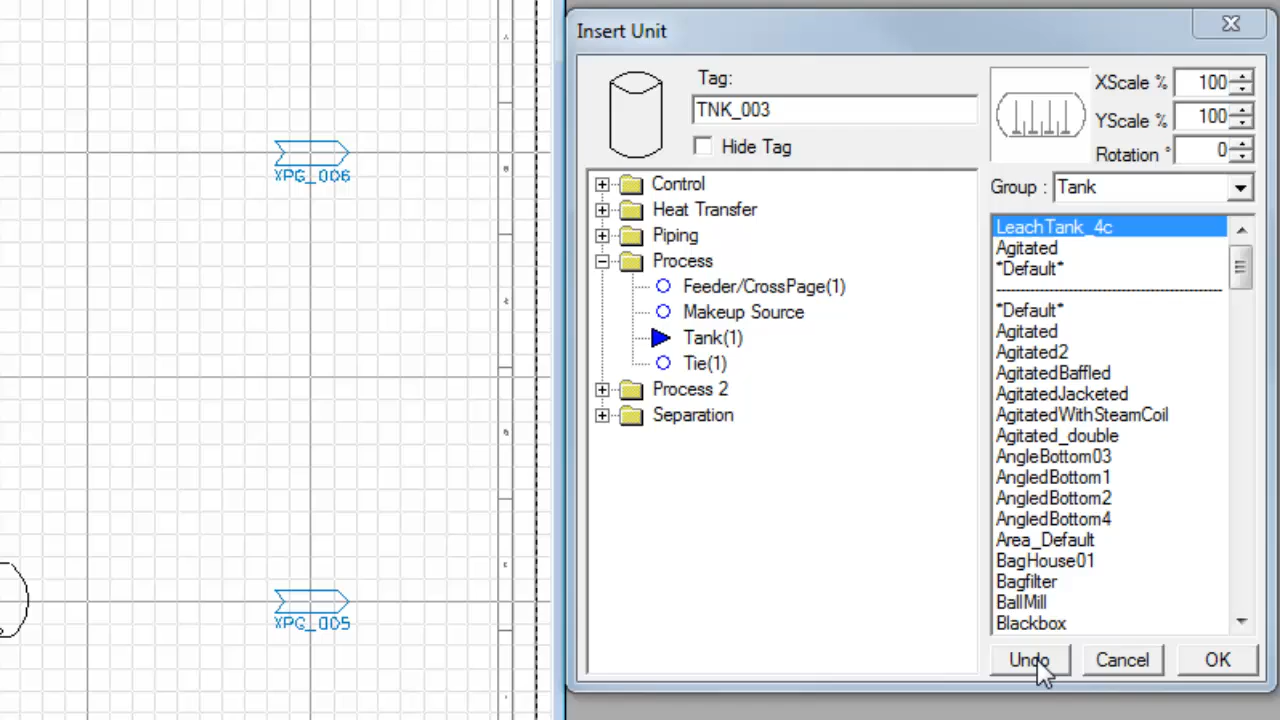 Insert Unit
Tag:
TNK_003
Hide Tag
XScale % 100
YScale % 100
Rotation ° 0
Group : Tank
Control
Heat Transfer
Piping
Process
Feeder/CrossPage(1)
Makeup Source
Tank(1)
Tie(1)
Process 2
Separation
LeachTank_4c
Agitated
*Default*
*Default*
Agitated
Agitated2
AgitatedBaffled
AgitatedJacketed
AgitatedWithSteamCoil
Agitated_double
AngleBottom03
AngledBottom1
AngledBottom2
AngledBottom4
Area_Default
BagHouse01
Bagfilter
BallMill
Blackbox
Undo
Cancel
OK
XPG_006
XPG_005